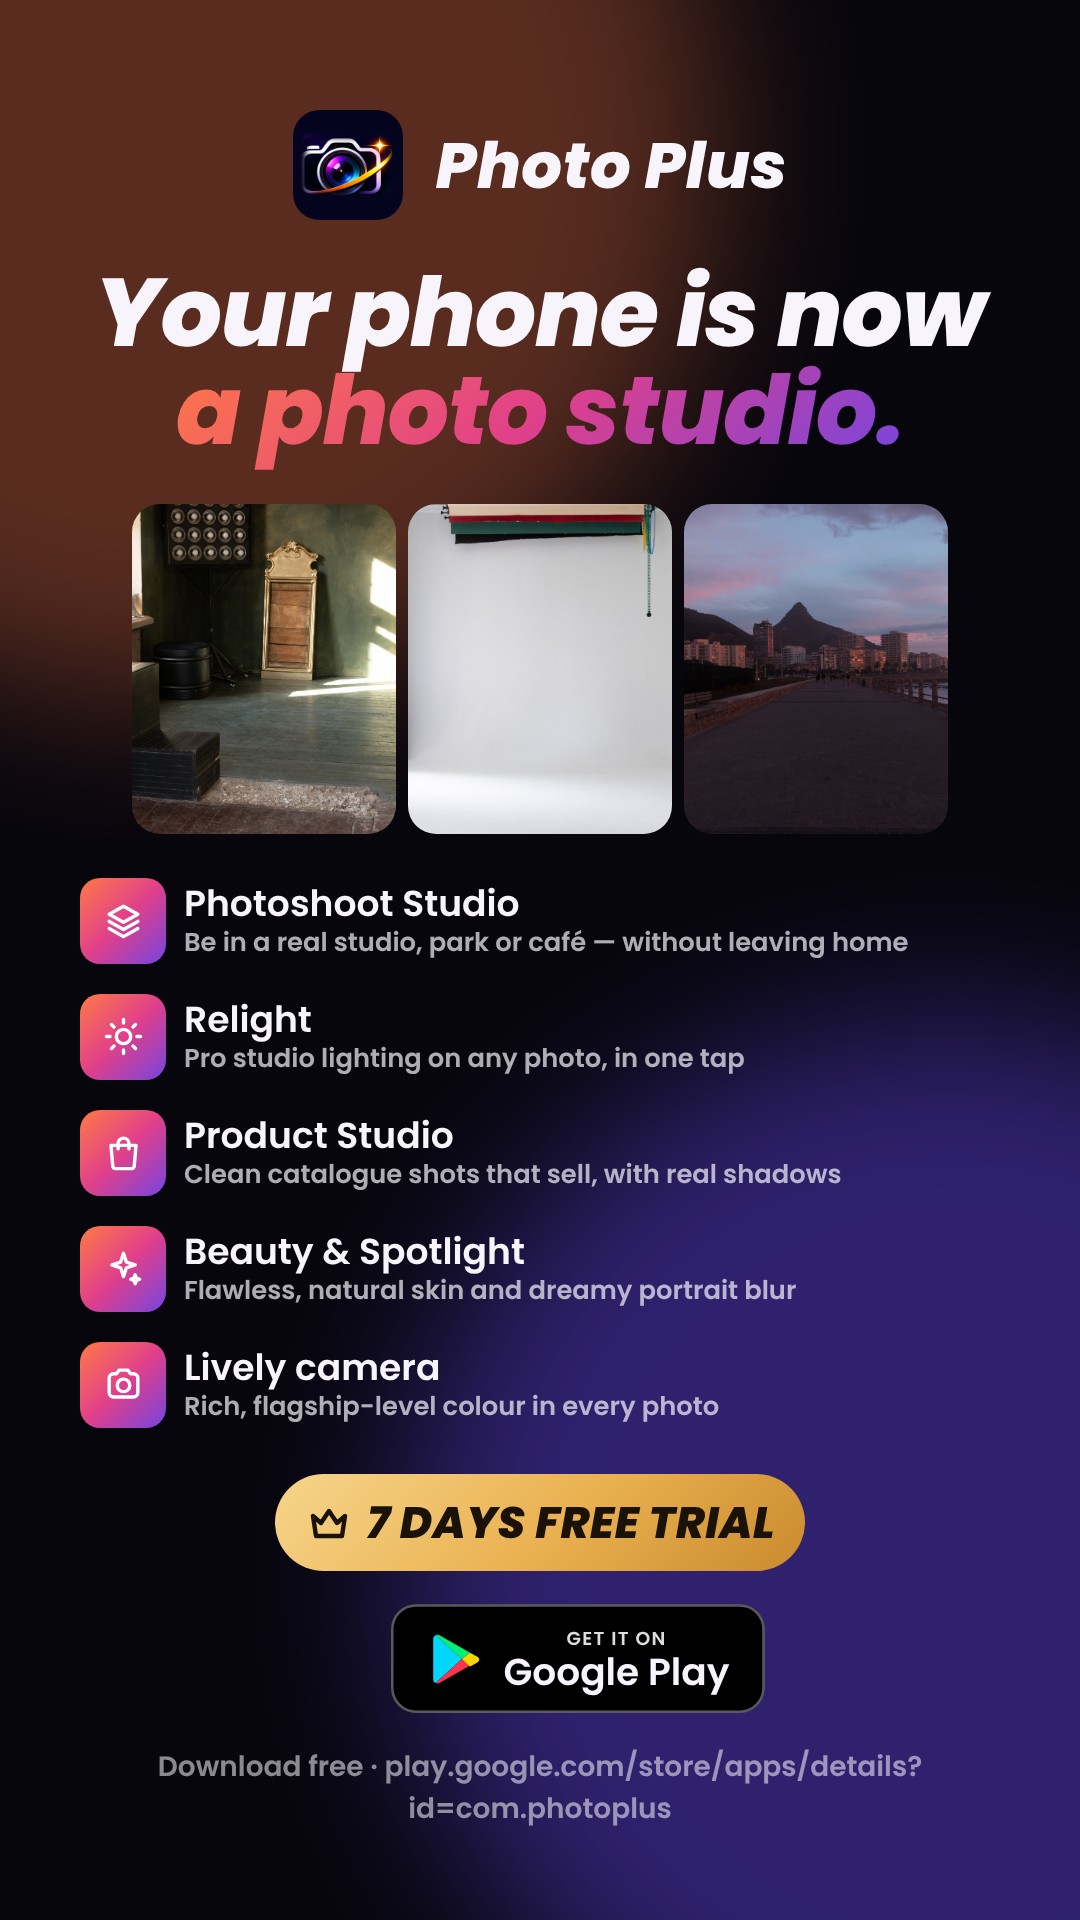 Photo Plus
Your phone is now
a photo studio.
Photoshoot Studio
Be in a real studio, park or café — without leaving home
Relight
Pro studio lighting on any photo, in one tap
Product Studio
Clean catalogue shots that sell, with real shadows
Beauty & Spotlight
Flawless, natural skin and dreamy portrait blur
Lively camera
Rich, flagship-level colour in every photo
7 DAYS FREE TRIAL
GET IT ON
Google Play
Download free · play.google.com/store/apps/details?
id=com.photoplus